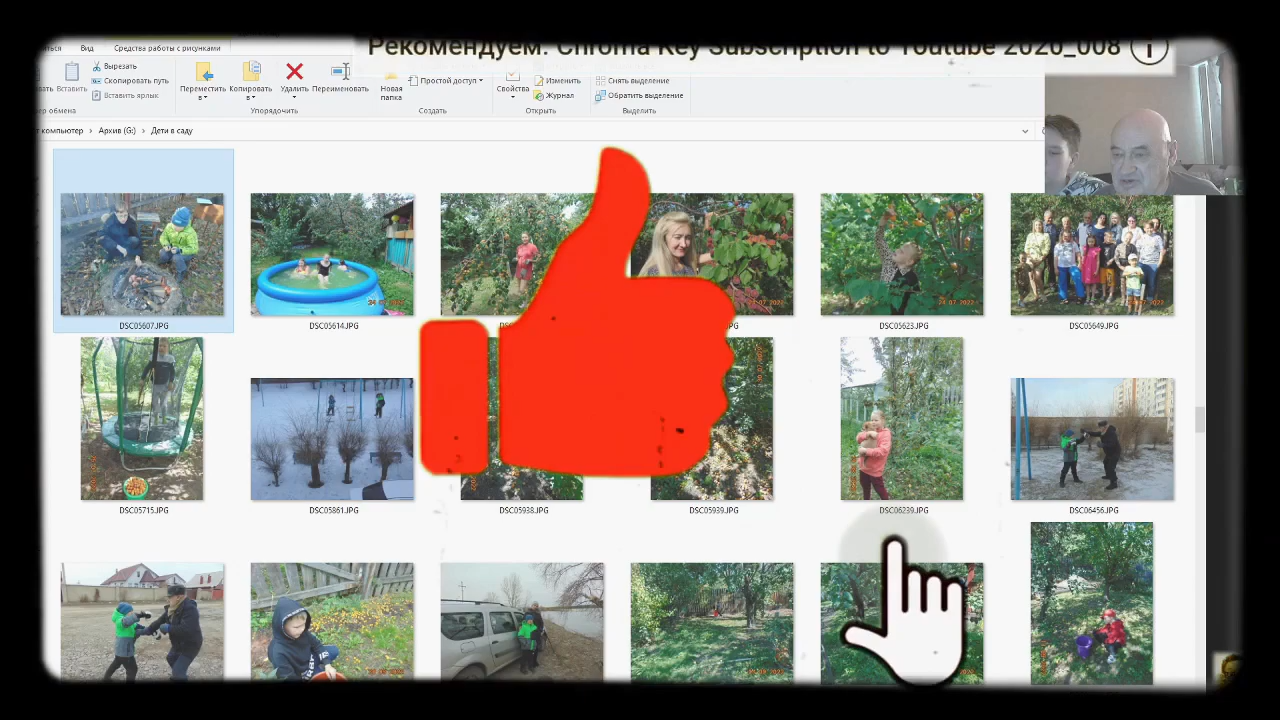 Рекомендуем: Chroma Key Subscription to Youtube 2020_008
Вид Средства работы с рисунками
Вырезать
Скопировать путь
Вставить
Вставить ярлык
Переместить в
Копировать в
Удалить
Переименовать
Новая папка
Простой доступ
Свойства
Изменить
Журнал
Снять выделение
Обратить выделение
Упорядочить
Создать
Открыть
Выделить
компьютер > Архив (G:) > Дети в саду
DSC05607.JPG
DSC05614.JPG
DSC05623.JPG
DSC05649.JPG
DSC05715.JPG
DSC05861.JPG
DSC05938.JPG
DSC05939.JPG
DSC06239.JPG
DSC06456.JPG